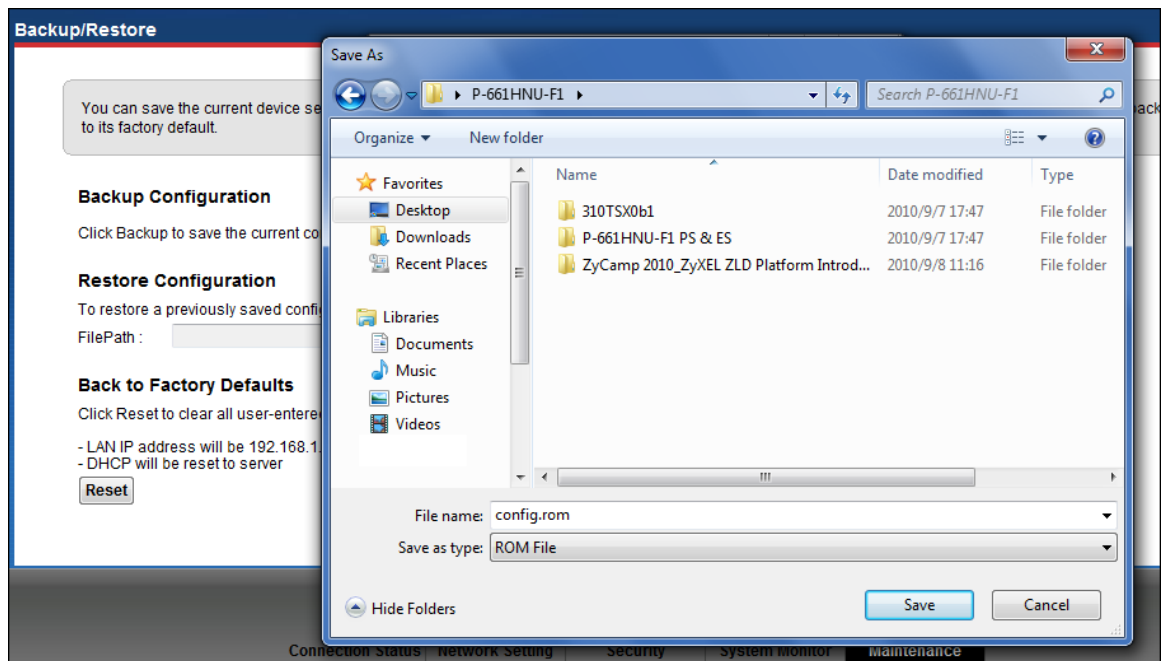 Backup/Restore
You can save the current device se
back
to its factory default.
Backup Configuration
Click Backup to save the current co
Restore Configuration
To restore a previously saved config
FilePath :
Back to Factory Defaults
Click Reset to clear all user-entere
- LAN IP address will be 192.168.1.
- DHCP will be reset to server
Reset
Save As
P-661HNU-F1
Search P-661HNU-F1
Organize
New folder
Favorites
Desktop
Downloads
Recent Places
Libraries
Documents
Music
Pictures
Videos
Name Date modified Type
310TSX0b1 2010/9/7 17:47 File folder
P-661HNU-F1 PS & ES 2010/9/7 17:47 File folder
ZyCamp 2010_ZyXEL ZLD Platform Introd... 2010/9/8 11:16 File folder
File name: config.rom
Save as type: ROM File
Hide Folders
Save
Cancel
Connection Status Network Setting Security System Monitor Maintenance